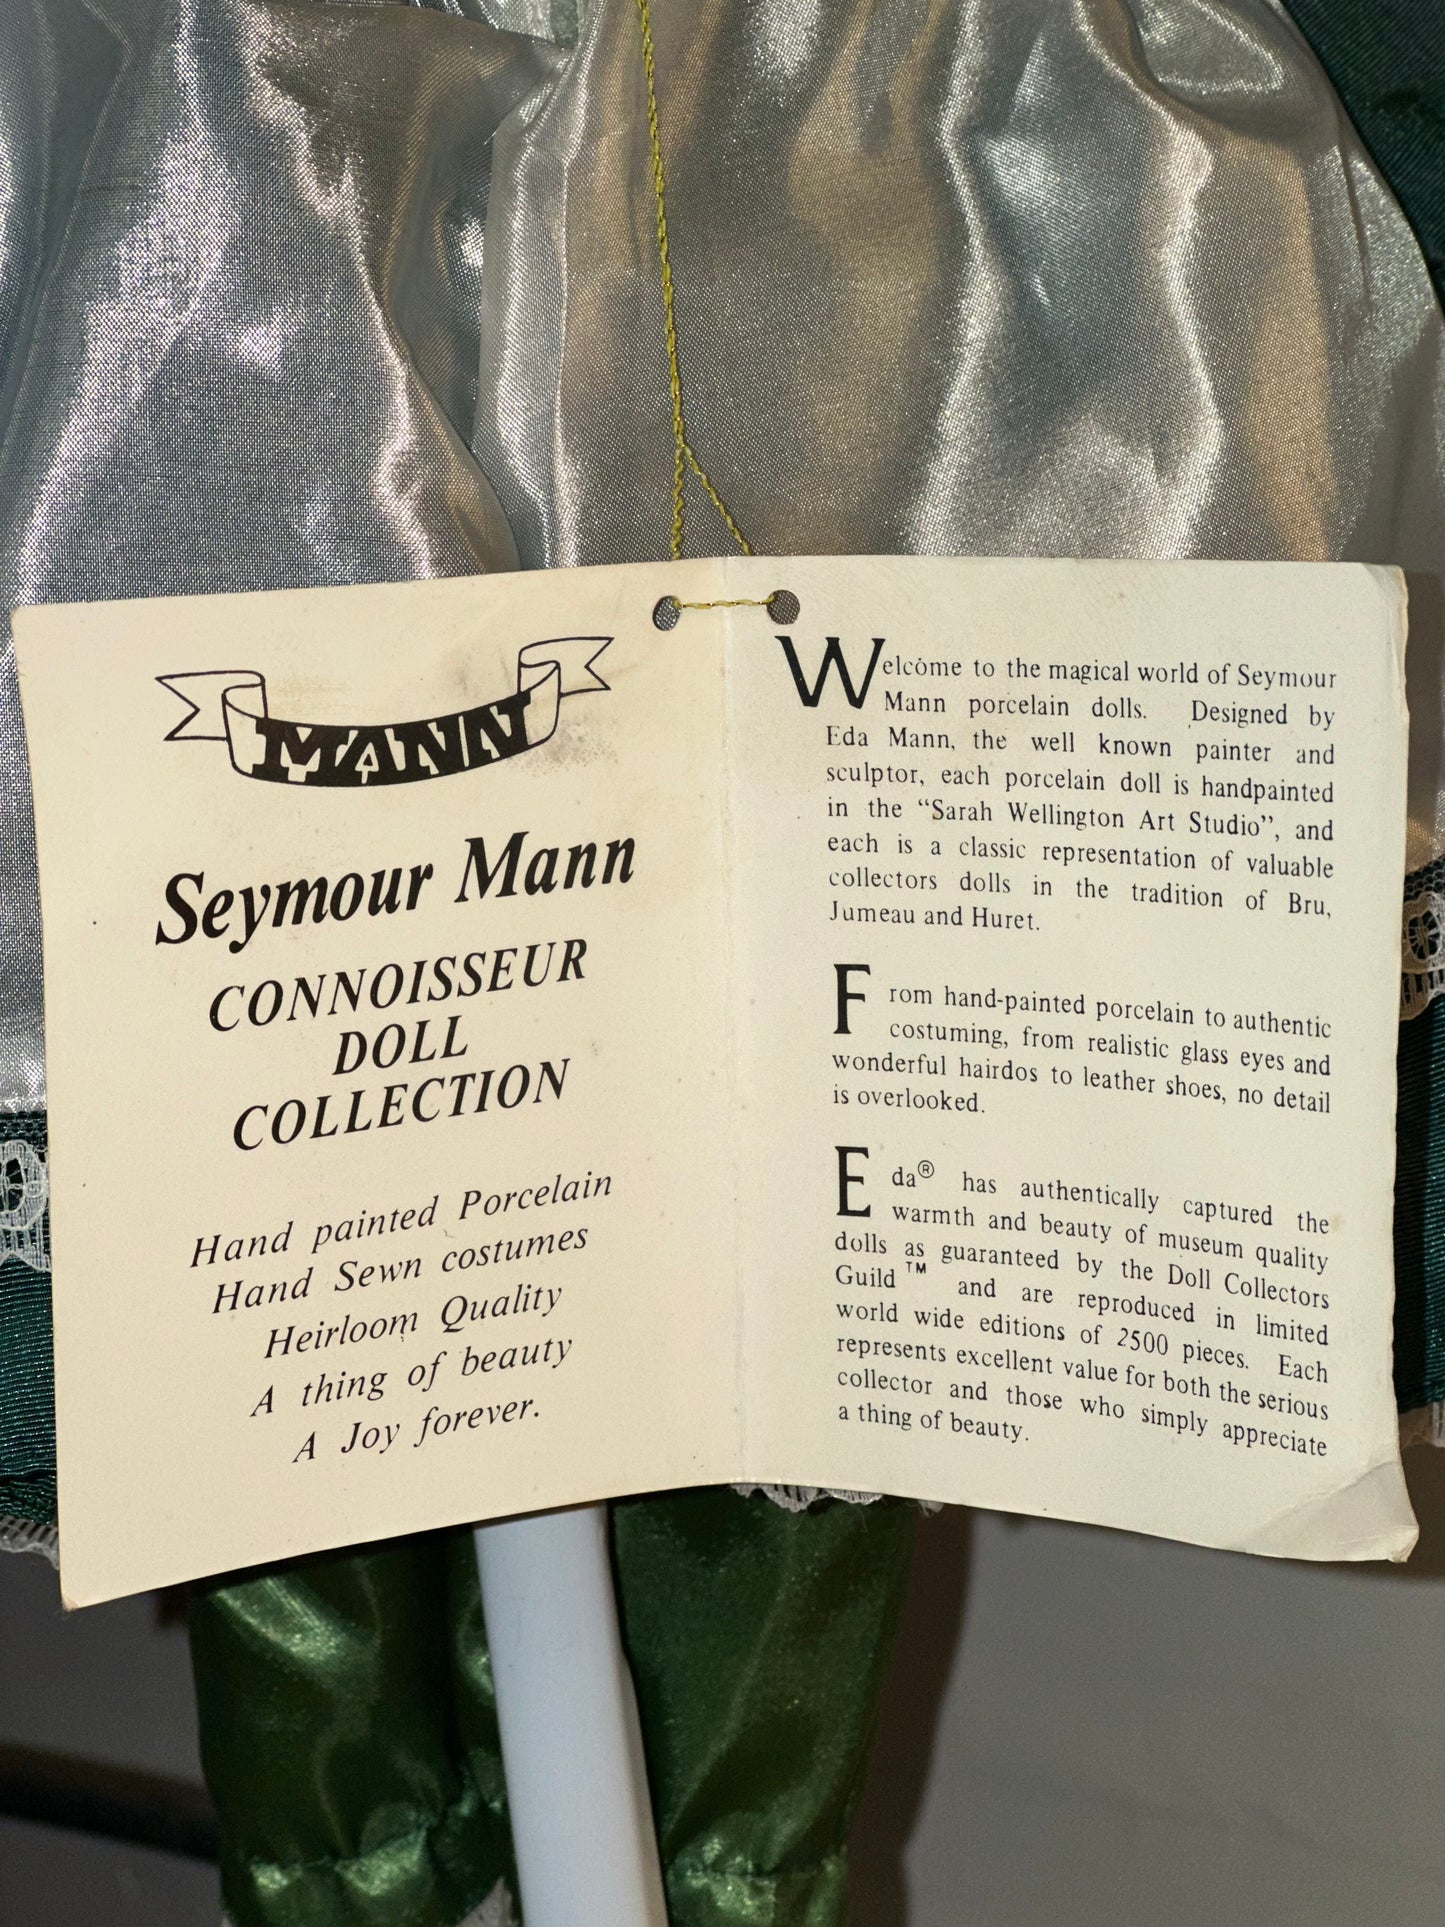 MANN
Seymour Mann
CONNOISSEUR
DOLL
COLLECTION
Hand painted Porcelain
Hand Sewn costumes
Heirloom Quality
A thing of beauty
A Joy forever.
Welcome to the magical world of Seymour
Mann porcelain dolls. Designed by
Eda Mann, the well known painter and
sculptor, each porcelain doll is handpainted
in the “Sarah Wellington Art Studio”, and
each is a classic representation of valuable
collectors dolls in the tradition of Bru,
Jumeau and Huret.
From hand-painted porcelain to authentic
costuming, from realistic glass eyes and
wonderful hairdos to leather shoes, no detail
is overlooked.
Eda® has authentically captured the
warmth and beauty of museum quality
dolls as guaranteed by the Doll Collectors
Guild™ and are reproduced in limited
world wide editions of 2500 pieces. Each
represents excellent value for both the serious
collector and those who simply appreciate
a thing of beauty.